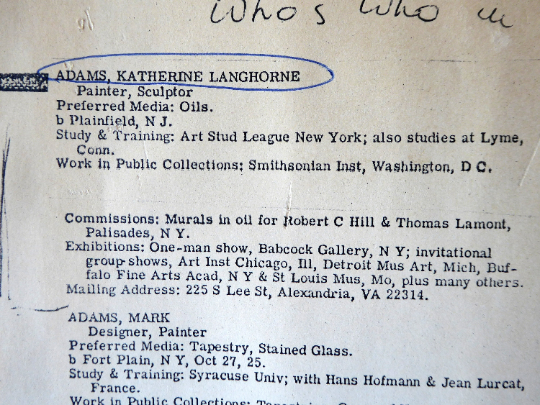 Who's Who in
ADAMS, KATHERINE LANGHORNE
Painter, Sculptor
Preferred Media: Oils.
b Plainfield, N J.
Study & Training: Art Stud League New York; also studies at Lyme,
Conn.
Work in Public Collections: Smithsonian Inst, Washington, D C.
Commissions: Murals in oil for Robert C Hill & Thomas Lamont,
Palisades, N Y.
Exhibitions: One-man show, Babcock Gallery, N Y; invitational
group shows, Art Inst Chicago, Ill, Detroit Mus Art, Mich, Buf-
falo Fine Arts Acad, N Y & St Louis Mus, Mo, plus many others.
Mailing Address: 225 S Lee St, Alexandria, VA 22314.
ADAMS, MARK
Designer, Painter
Preferred Media: Tapestry, Stained Glass.
b Fort Plain, N Y, Oct 27, 25.
Study & Training: Syracuse Univ; with Hans Hofmann & Jean Lurcat,
France.
Work in Public Collections: